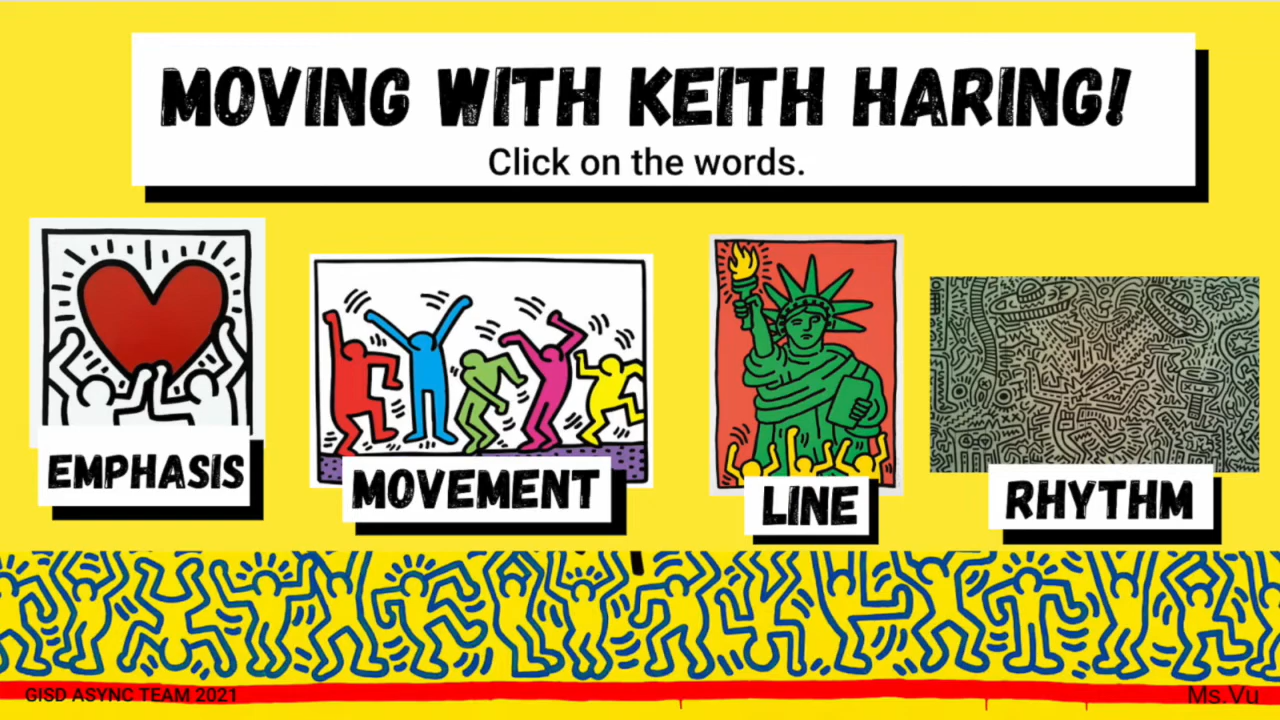 MOVING WITH KEITH HARING!
Click on the words.
EMPHASIS
MOVEMENT
LINE
RHYTHM
GISD ASYNC TEAM 2021
Ms.Vu